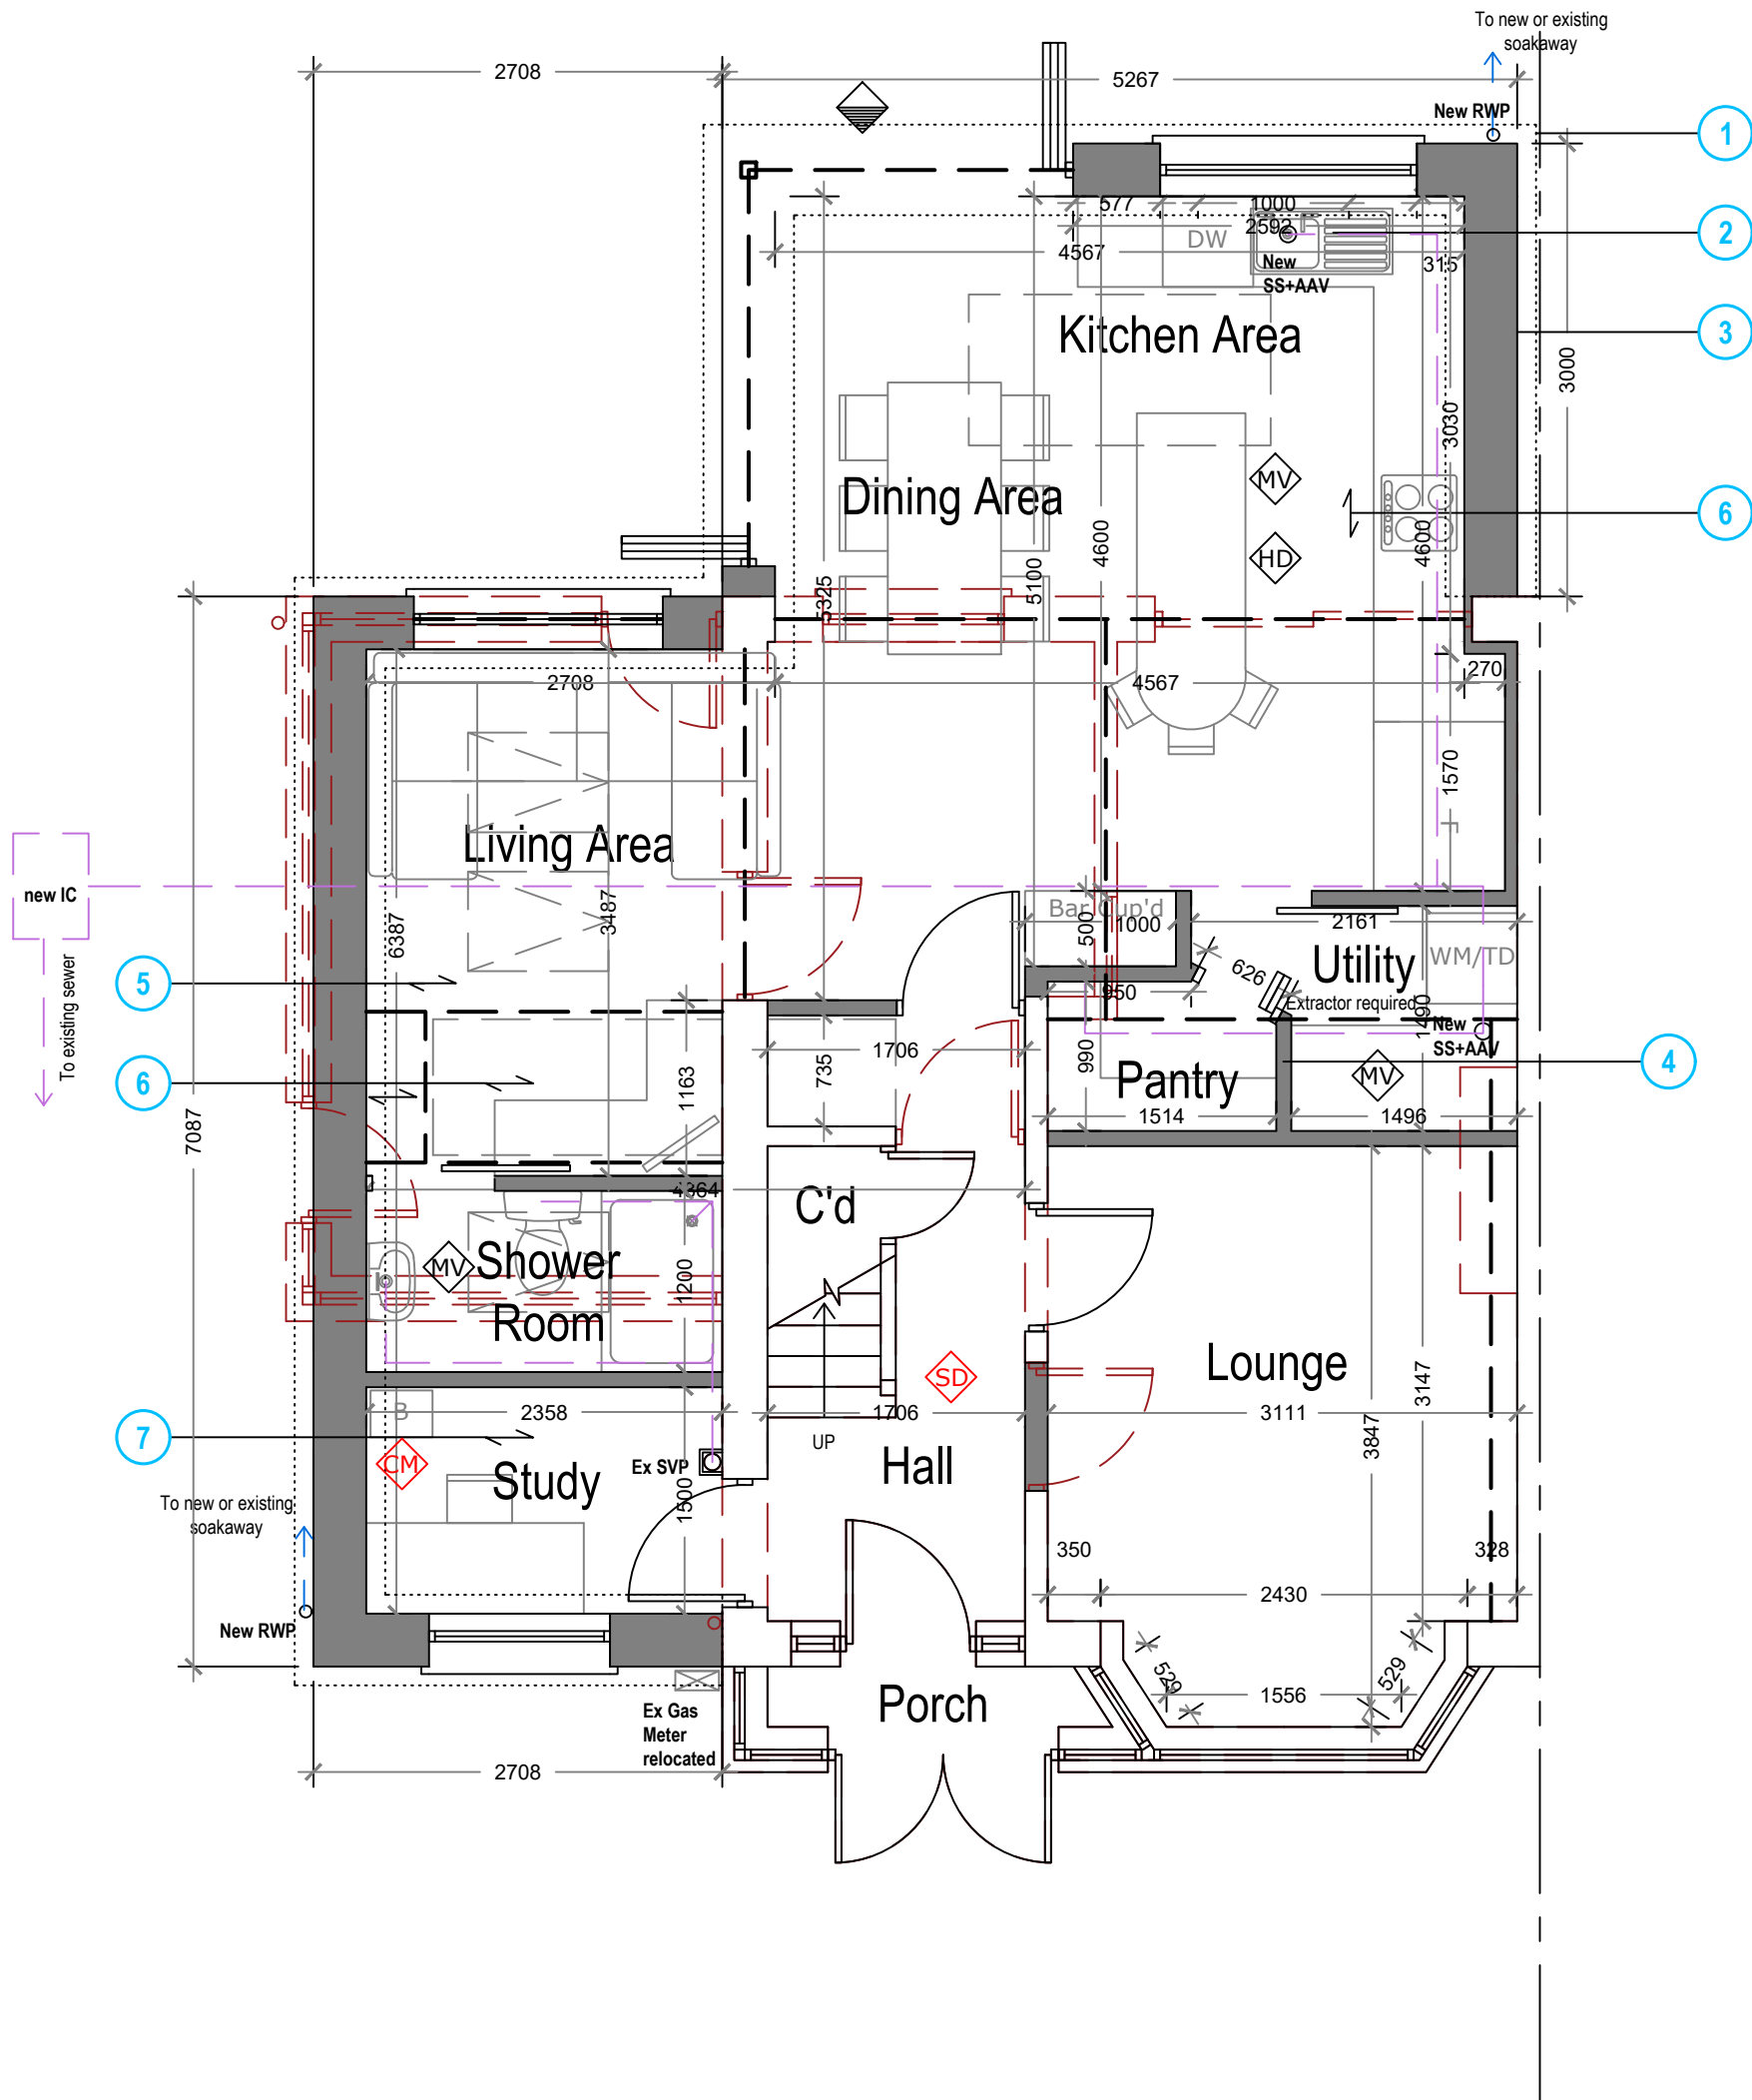 To new or existing
soakaway
2708
5267
New RWP
1
577
1000
2592
2
DW
4567
New
SS+AAV
315
Kitchen Area
3
3000
3030
Dining Area
MV
6
HD
4600
4600
5100
5325
2708
4567
270
1570
Living Area
new IC
3487
6387
Bar Cup'd
1000
500
2161
Utility
WM/TD
626
950
Extractor required
1490
New
SS+AAV
To existing sewer
5
6
1706
735
1163
990
Pantry
MV
4
1514
1496
7087
4364
C'd
MV
Shower
Room
1200
SD
Lounge
3147
3847
B
2358
1706
3111
7
UP
CM
Study
Ex SVP
Hall
1500
To new or existing
soakaway
350
328
2430
New RWP
529
1556
529
Ex Gas
Meter
relocated
Porch
2708